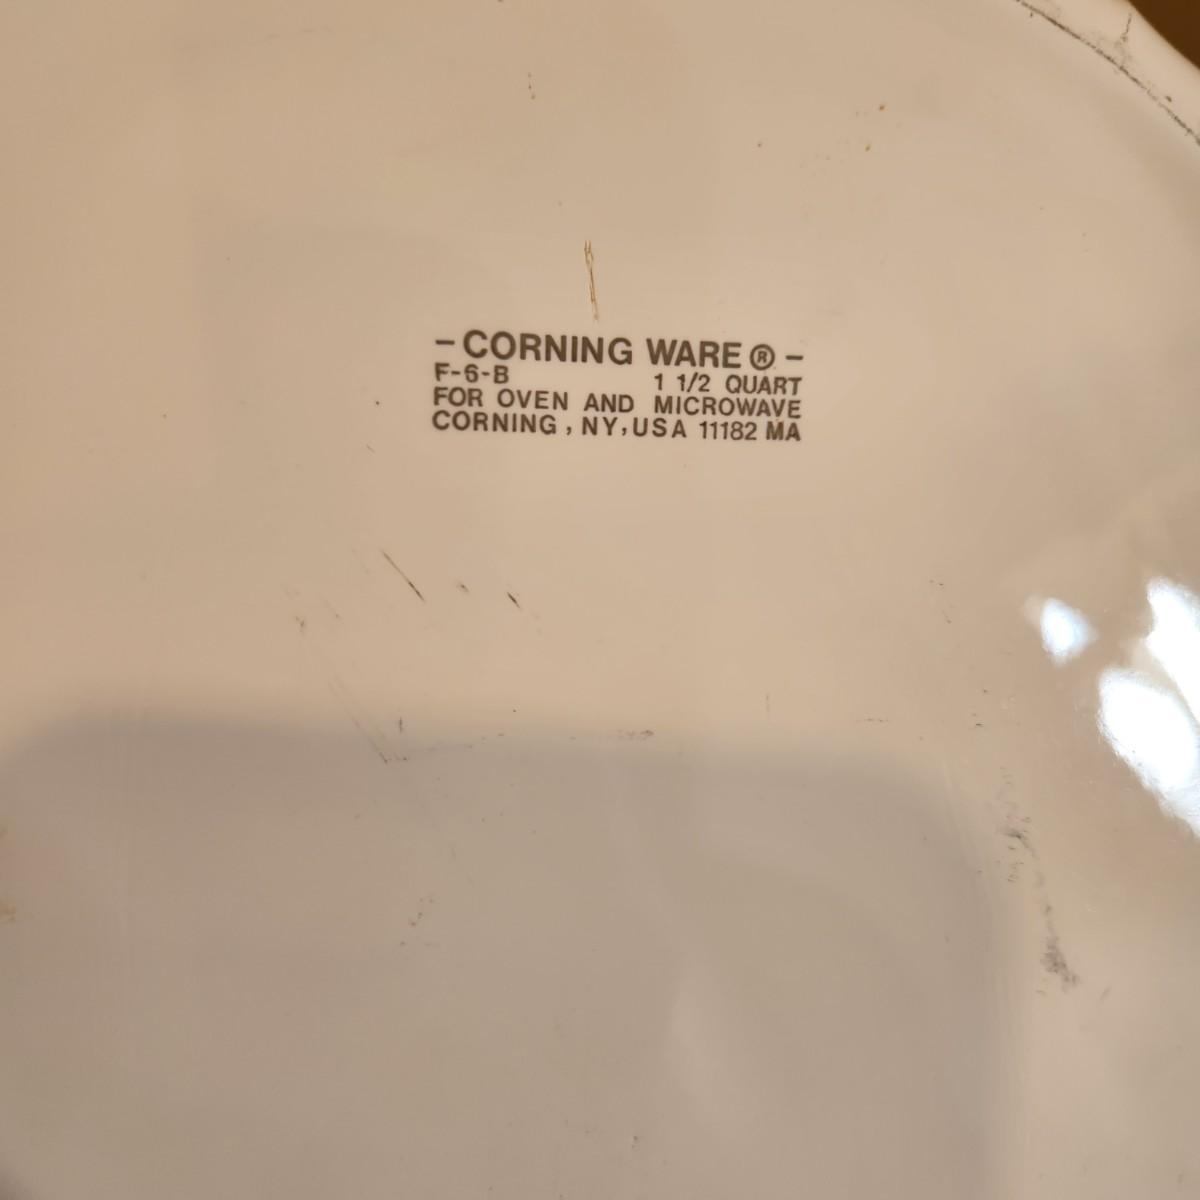 - CORNING WARE ® -
F-6-B 1 1/2 QUART
FOR OVEN AND MICROWAVE
CORNING, NY, USA 11182 MA